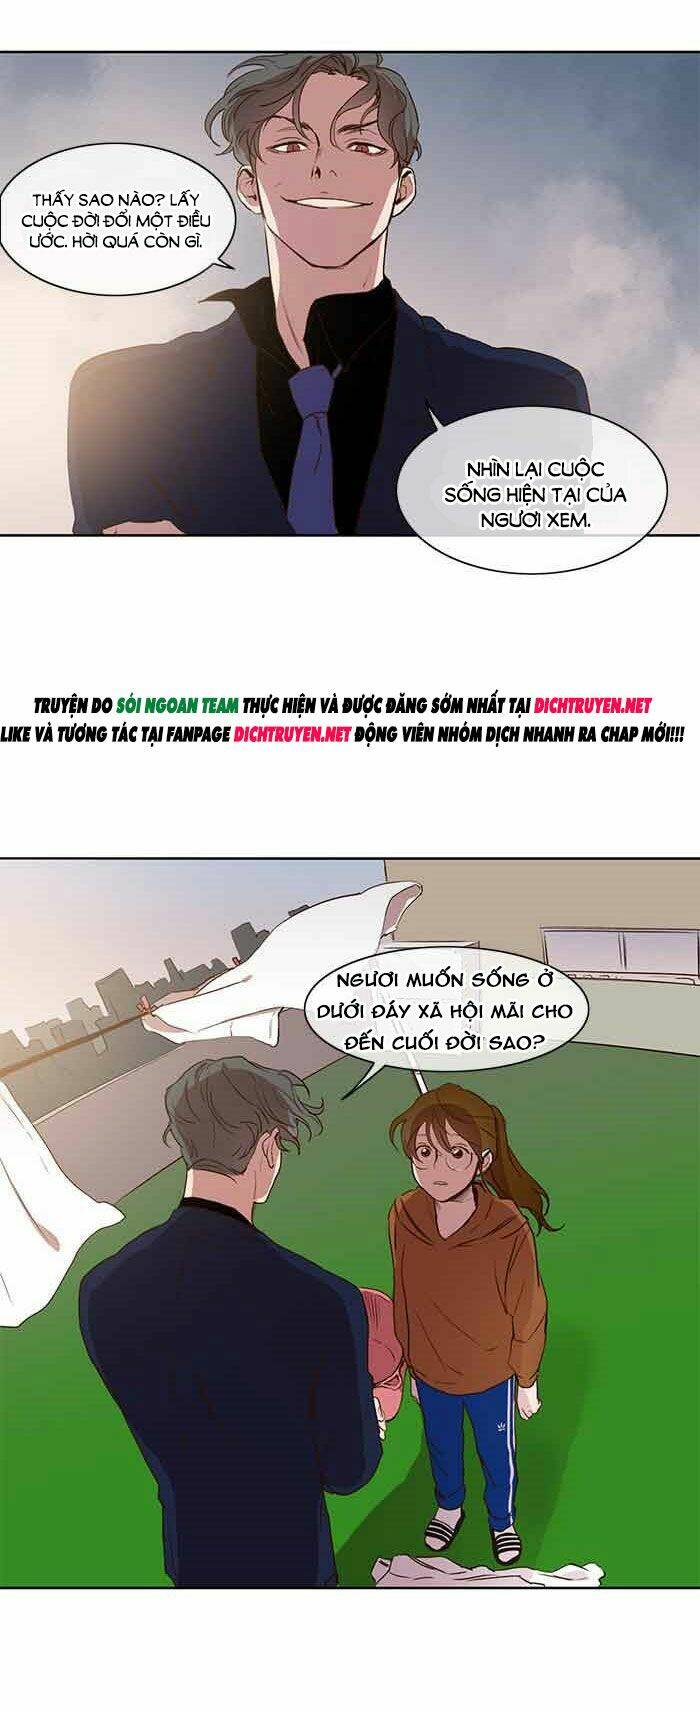 THẤY SAO NÀO? LẤY
CUỘC ĐỜI ĐỔI MỘT ĐIỀU
ƯỚC. HỜI QUÁ CÒN GÌ.
NHÌN LẠI CUỘC
SỐNG HIỆN TẠI CỦA
NGƯƠI XEM.
TRUYỆN DO SÓI NGOAN TEAM THỰC HIỆN VÀ ĐƯỢC ĐĂNG SỚM NHẤT TẠI DICHTRUYEN.NET
LIKE VÀ TƯƠNG TÁC TẠI FANPAGE DICHTRUYEN.NET ĐỘNG VIÊN NHÓM DỊCH NHANH RA CHAP MỚI!!!
NGƯƠI MUỐN SỐNG Ở
DƯỚI ĐÁY XÃ HỘI MÃI CHO
ĐẾN CUỐI ĐỜI SAO?